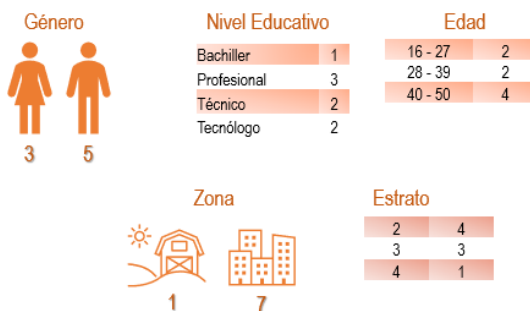 Género
3 5
Nivel Educativo
Bachiller 1
Profesional 3
Técnico 2
Tecnólogo 2
Edad
16 - 27 2
28 - 39 2
40 - 50 4
Zona
1 7
Estrato
2 4
3 3
4 1